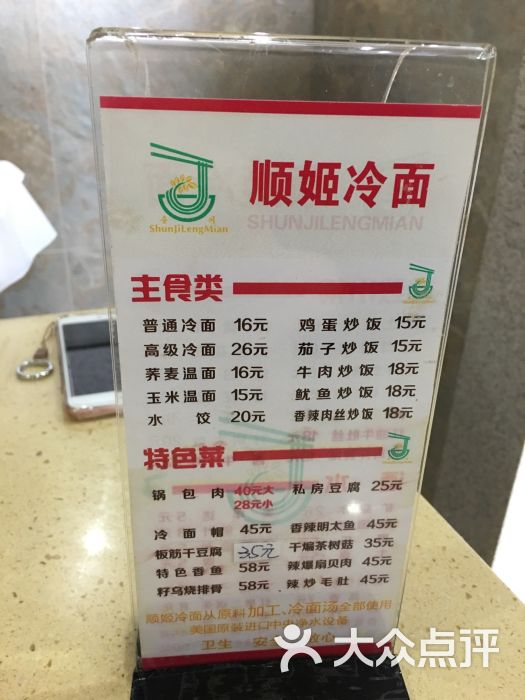 顺姬冷面
SHUNJILENGMIAN
ShunJiLengMian
主食类
普通冷面 16元 鸡蛋炒饭 15元
高级冷面 26元 茄子炒饭 15元
荞麦温面 16元 牛肉炒饭 18元
玉米温面 15元 鱿鱼炒饭 18元
水饺 20元 香辣肉丝炒饭 18元
特色菜
锅包肉 40元大 私房豆腐 25元
28元小
冷面帽 45元 香辣明太鱼 45元
板筋干豆腐 35元 干煸茶树菇 35元
特色香鱼 58元 辣爆扇贝肉 45元
籽乌烧排骨 58元 辣炒毛肚 45元
顺姬冷面从原料加工、冷面汤全部使用
美国原装进口中央净水设备
卫生 安 心
大众点评